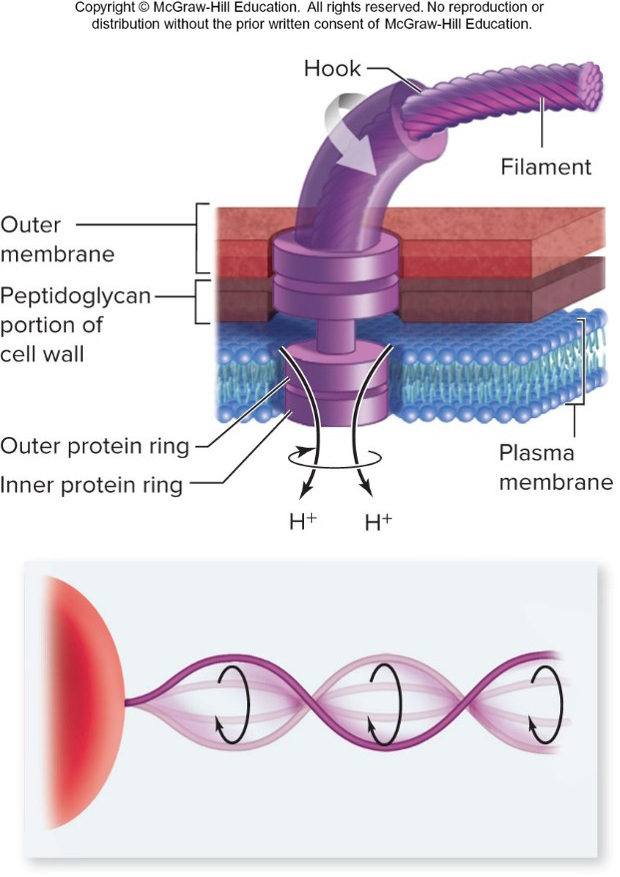 Copyright © McGraw-Hill Education. All rights reserved. No reproduction or
distribution without the prior written consent of McGraw-Hill Education.
Hook
Filament
Outer
membrane
Peptidoglycan
portion of
cell wall
Outer protein ring
Inner protein ring
Plasma
membrane
H⁺
H⁺